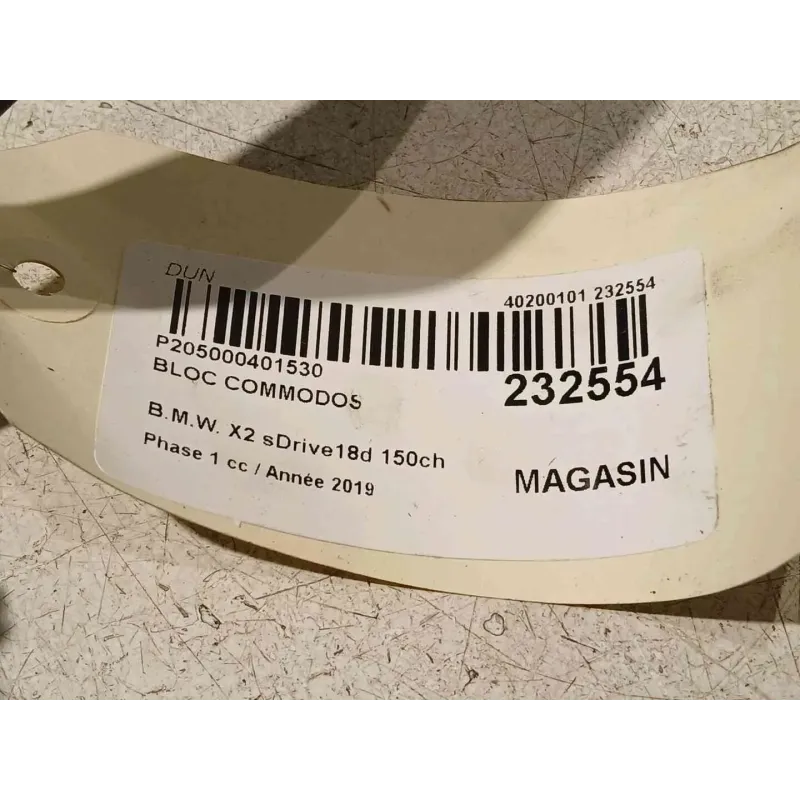 DUN
40200101 232554
P205000401530
232554
BLOC COMMODOS
B.M.W. X2 sDrive18d 150ch
Phase 1 cc / Année 2019
MAGASIN